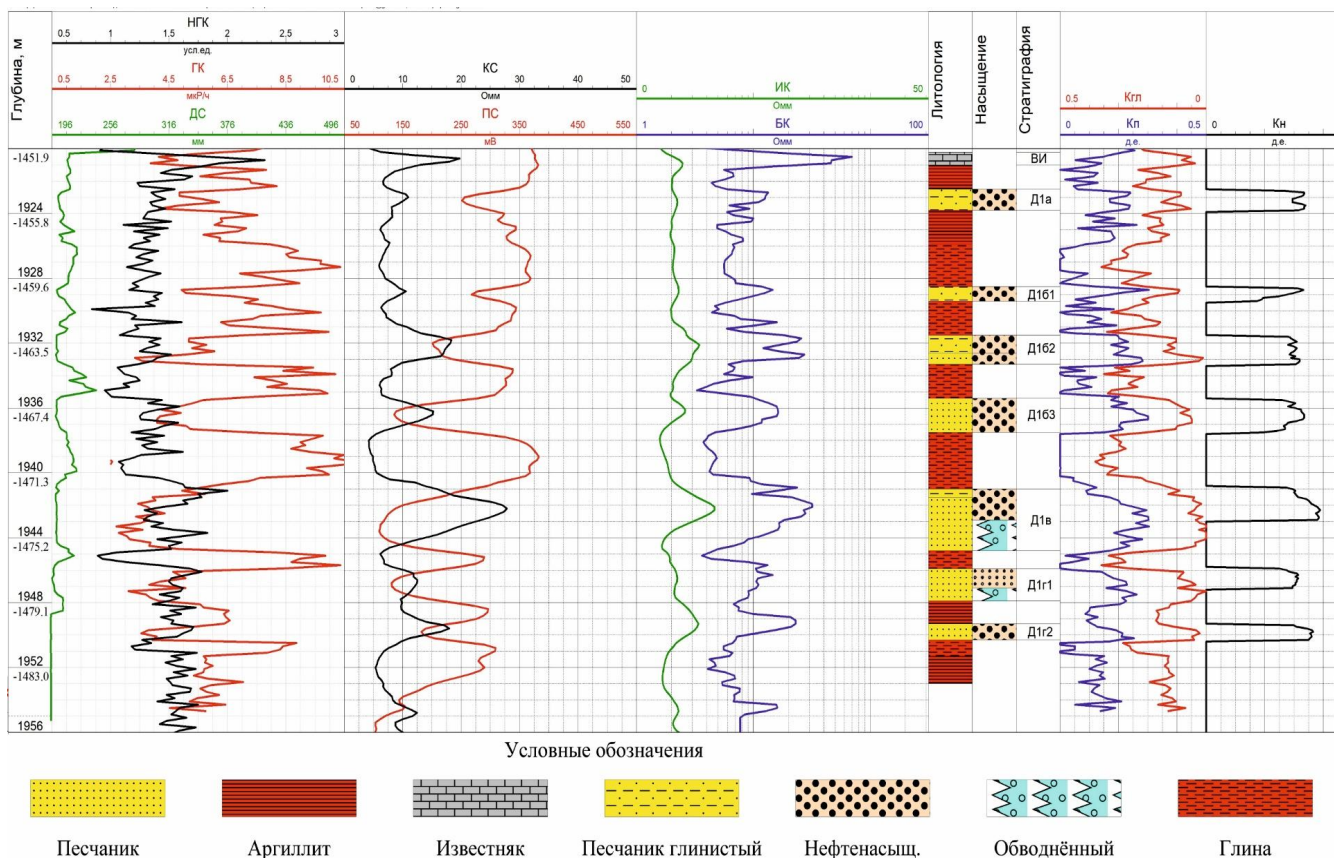 НГК
0.5 1 1.5 2 2.5 3
усл.ед.
ГК
0.5 2.5 4.5 6.5 8.5 10.5
мкР/ч
ДС
196 256 316 376 436 496
мм
КС
0 10 20 30 40 50
Омм
ПС
50 150 250 350 450 550
мВ
0 ИК 50
Омм
1 БК 100
Омм
Глубина, м
Литология
Насыщение
Стратиграфия
0.5 Кгл 0
0 Кп 0.5
д.е.
0 Кн
д.е.
-1451.9
ВИ
Д1а
1924
-1455.8
1928
-1459.6
Д1б1
1932
-1463.5
Д1б2
1936
-1467.4
Д1б3
1940
-1471.3
Д1в
1944
-1475.2
Д1г1
1948
-1479.1
Д1г2
1952
-1483.0
1956
Условные обозначения
Песчаник Аргиллит Известняк Песчаник глинистый Нефтенасыщ. Обводнённый Глина